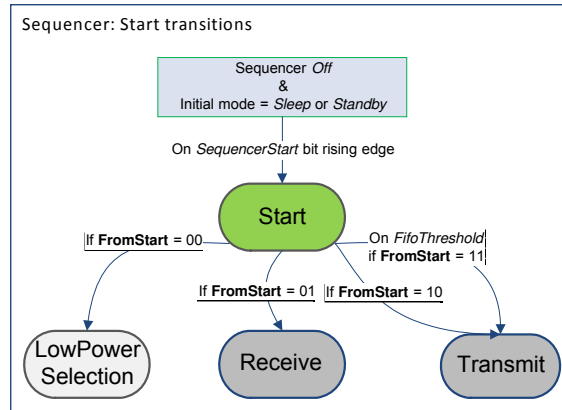 Sequencer: Start transitions
Sequencer Off
&
Initial mode = Sleep or Standby
On SequencerStart bit rising edge
Start
If FromStart = 00
On FifoThreshold
if FromStart = 11
If FromStart = 01
If FromStart = 10
LowPower
Selection
Receive
Transmit